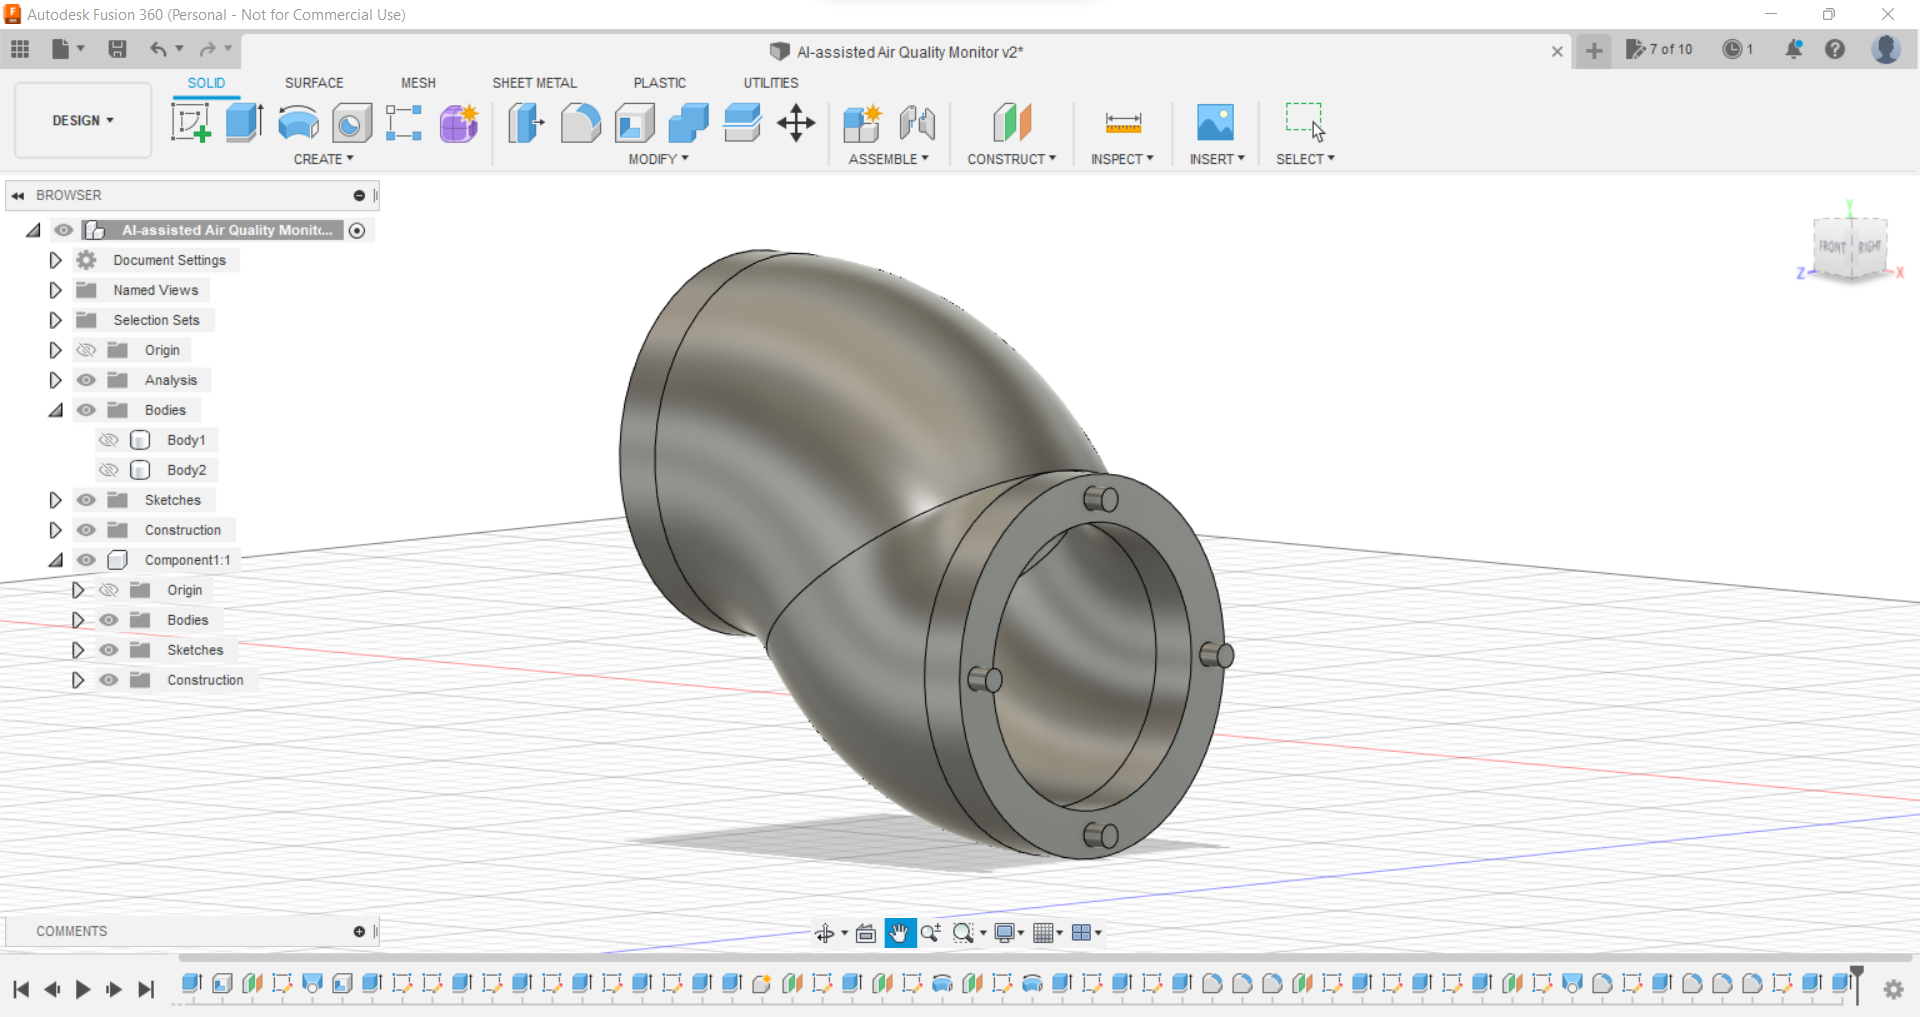 Autodesk Fusion 360 (Personal - Not for Commercial Use)
AI-assisted Air Quality Monitor v2*
7 of 10
1
DESIGN
SOLID
SURFACE
MESH
SHEET METAL
PLASTIC
UTILITIES
CREATE
MODIFY
ASSEMBLE
CONSTRUCT
INSPECT
INSERT
SELECT
BROWSER
AI-assisted Air Quality Monitc...
Document Settings
Named Views
Selection Sets
Origin
Analysis
Bodies
Body1
Body2
Sketches
Construction
Component1:1
Origin
Bodies
Sketches
Construction
Y
FRONT
RIGHT
Z
X
COMMENTS